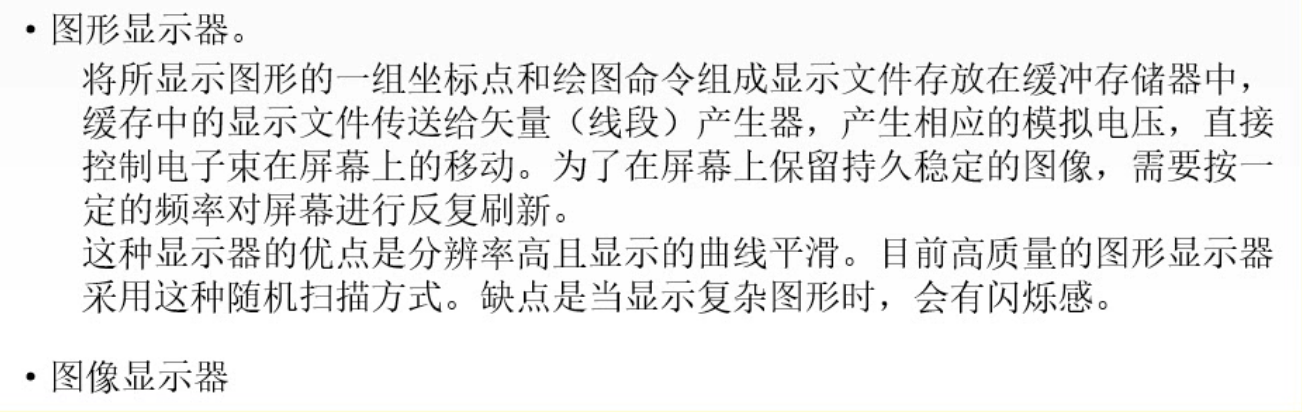 • 图形显示器。
将所显示图形的一组坐标点和绘图命令组成显示文件存放在缓冲存储器中，
缓存中的显示文件传送给矢量（线段）产生器，产生相应的模拟电压，直接
控制电子束在屏幕上的移动。为了在屏幕上保留持久稳定的图像，需要按一
定的频率对屏幕进行反复刷新。
这种显示器的优点是分辨率高且显示的曲线平滑。目前高质量的图形显示器
采用这种随机扫描方式。缺点是当显示复杂图形时，会有闪烁感。
• 图像显示器